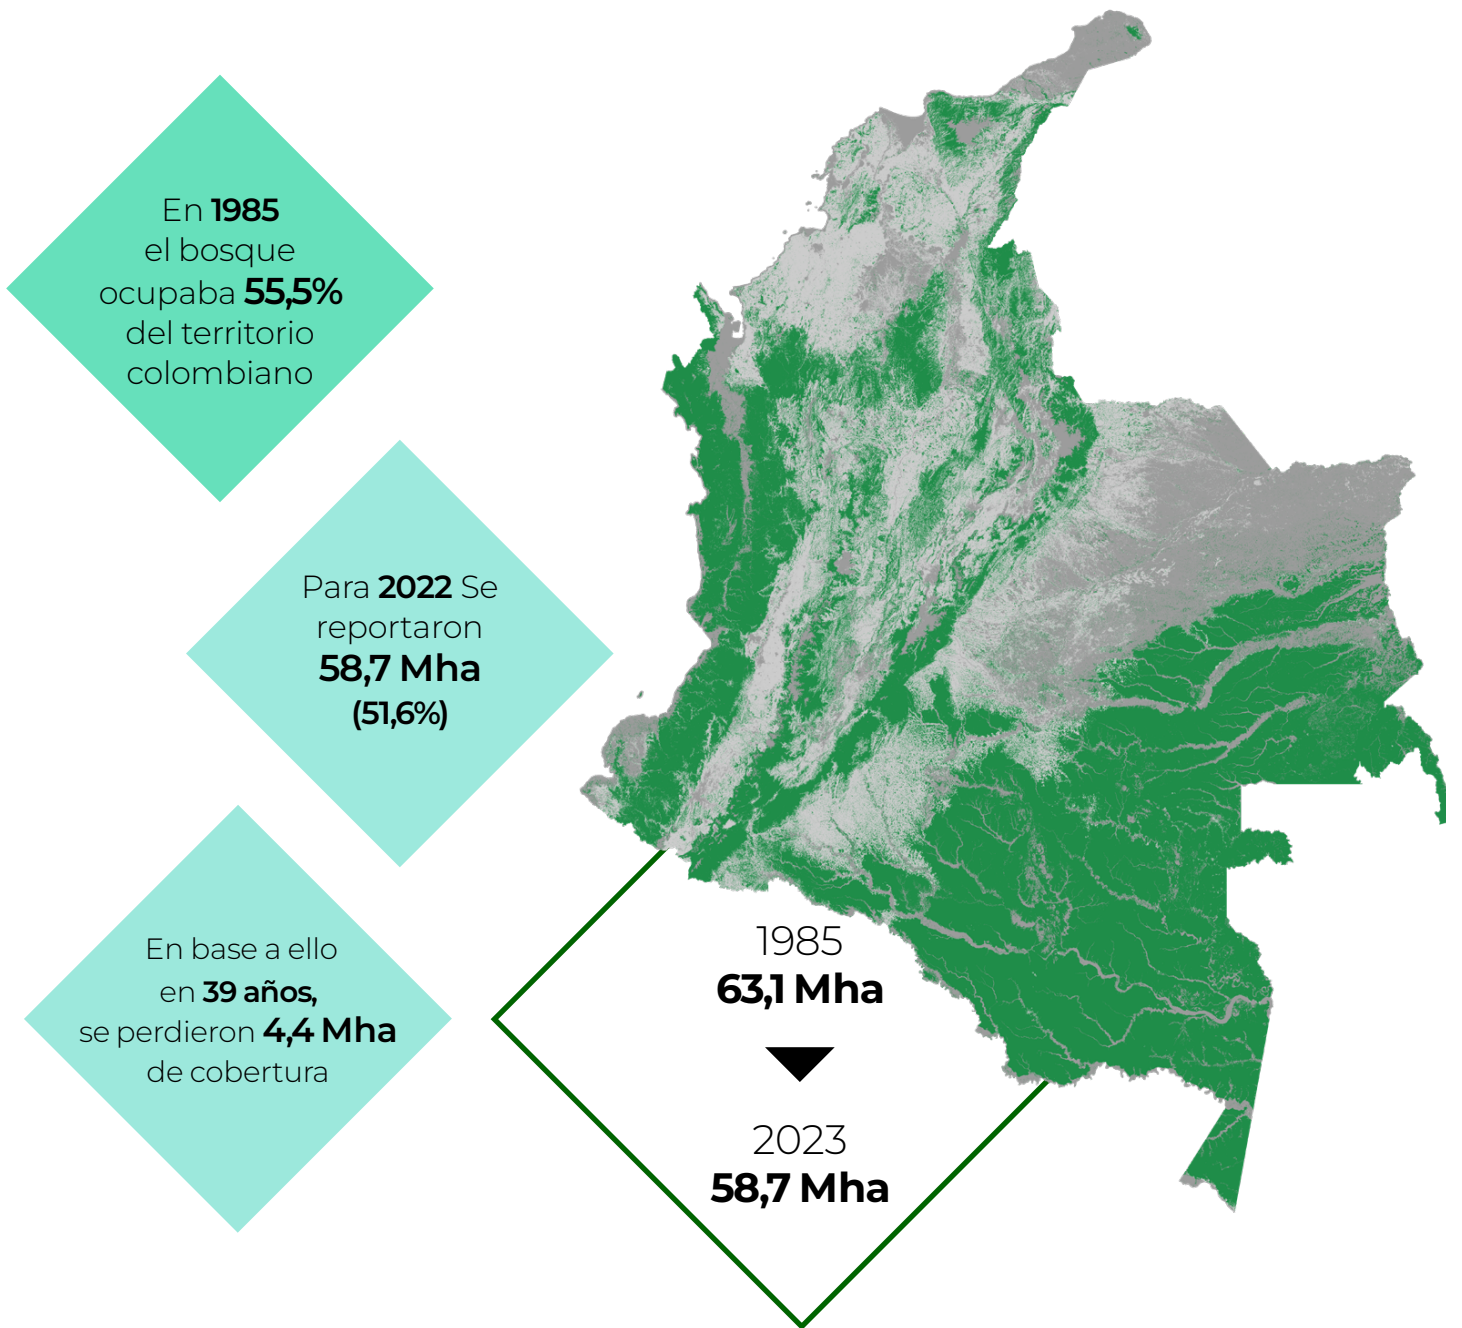 En 1985
el bosque
ocupaba 55,5%
del territorio
colombiano
Para 2022 Se
reportaron
58,7 Mha
(51,6%)
En base a ello
en 39 años,
se perdieron 4,4 Mha
de cobertura
1985
63,1 Mha
2023
58,7 Mha